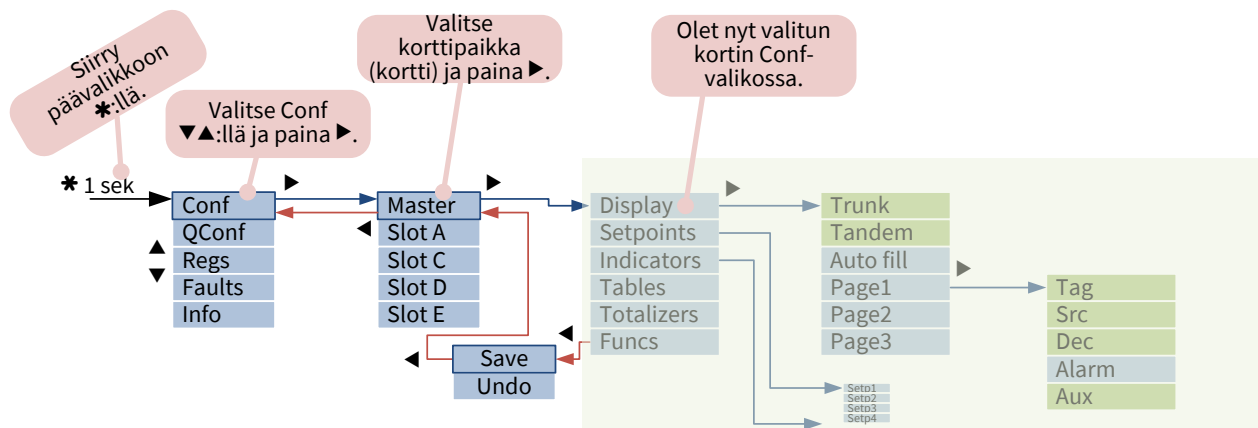 Siirry
päävalikkoon
✱:llä.
Valitse Conf
▼▲:llä ja paina ▶.
Valitse
korttipaikka
(kortti) ja paina ▶.
Olet nyt valitun
kortin Conf-
valikossa.
✱ 1 sek
Conf
QConf
Regs
Faults
Info
Master
Slot A
Slot C
Slot D
Slot E
Save
Undo
Display
Setpoints
Indicators
Tables
Totalizers
Funcs
Trunk
Tandem
Auto fill
Page1
Page2
Page3
Setp1
Setp2
Setp3
Setp4
Tag
Src
Dec
Alarm
Aux